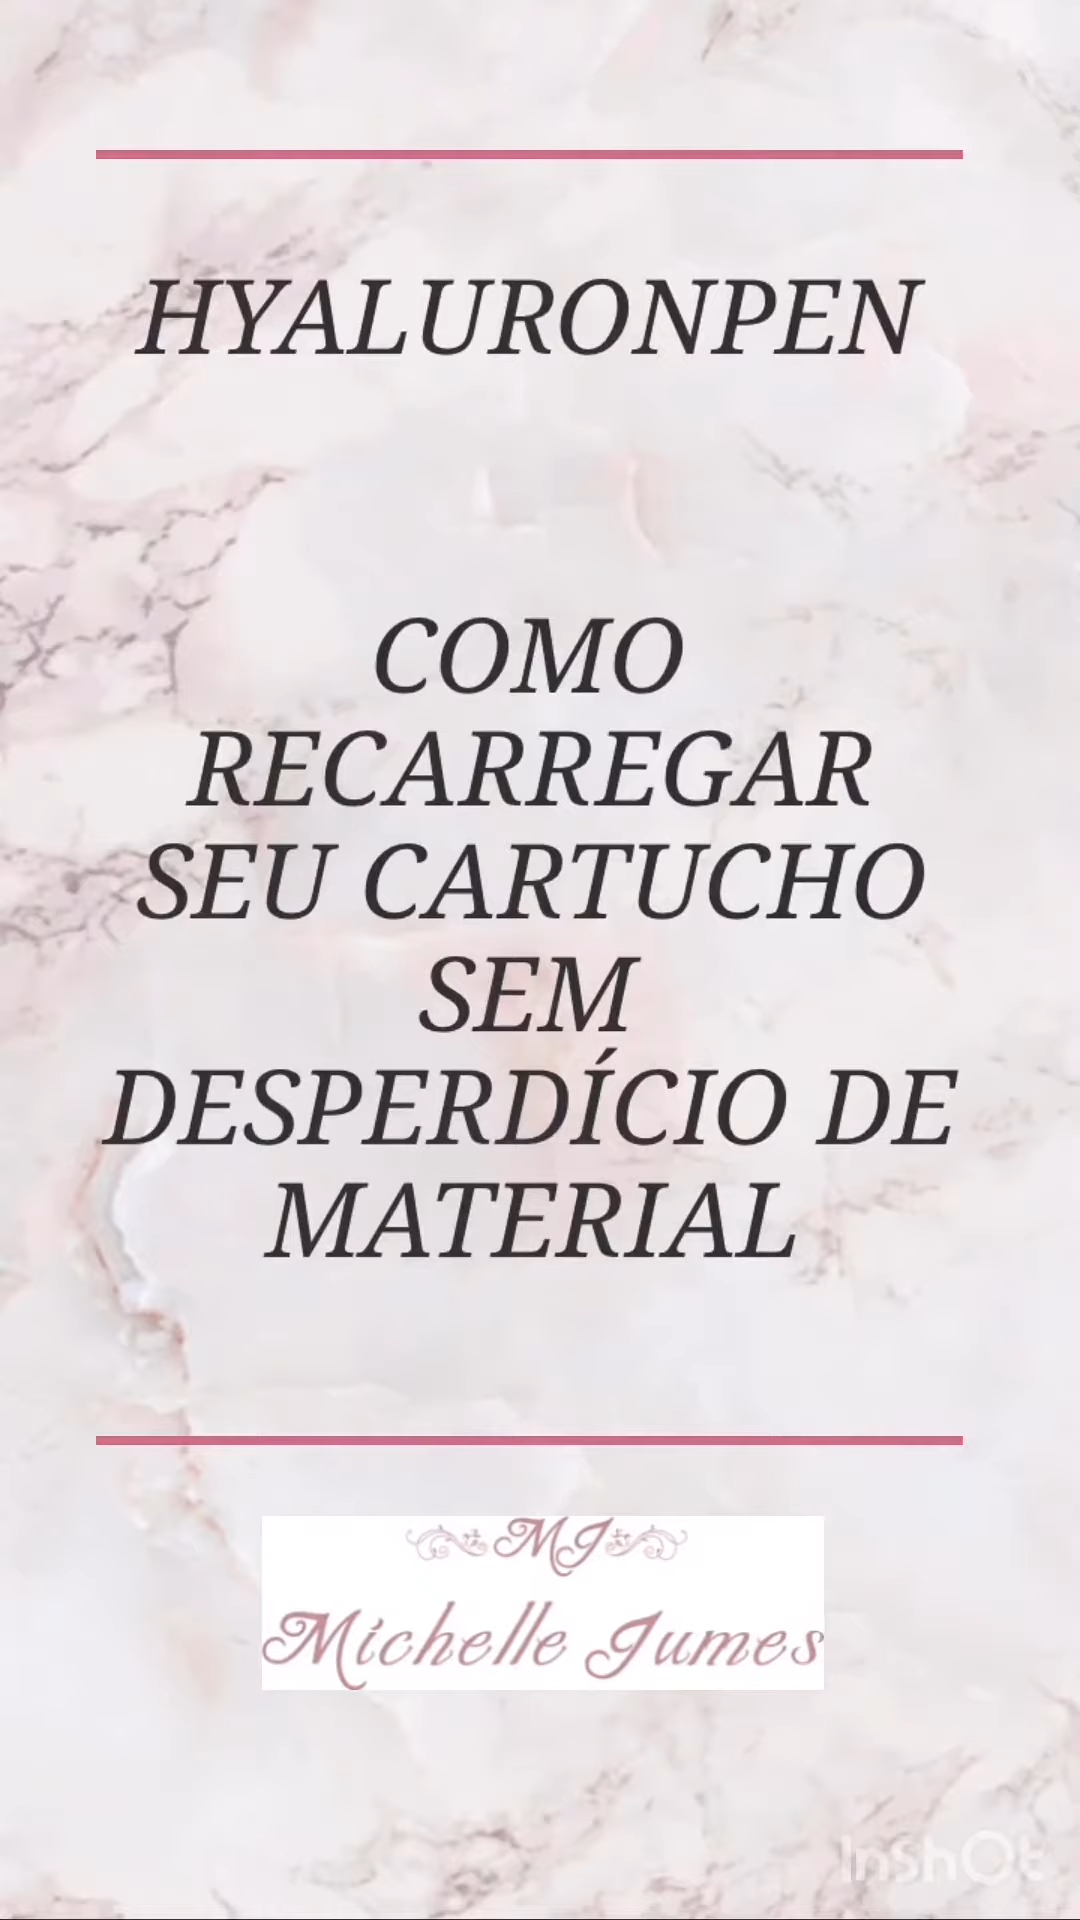 HYALURONPEN
COMO
RECARREGAR
SEU CARTUCHO
SEM
DESPERDÍCIO DE
MATERIAL
MJ
Michelle Jumes
InShOt